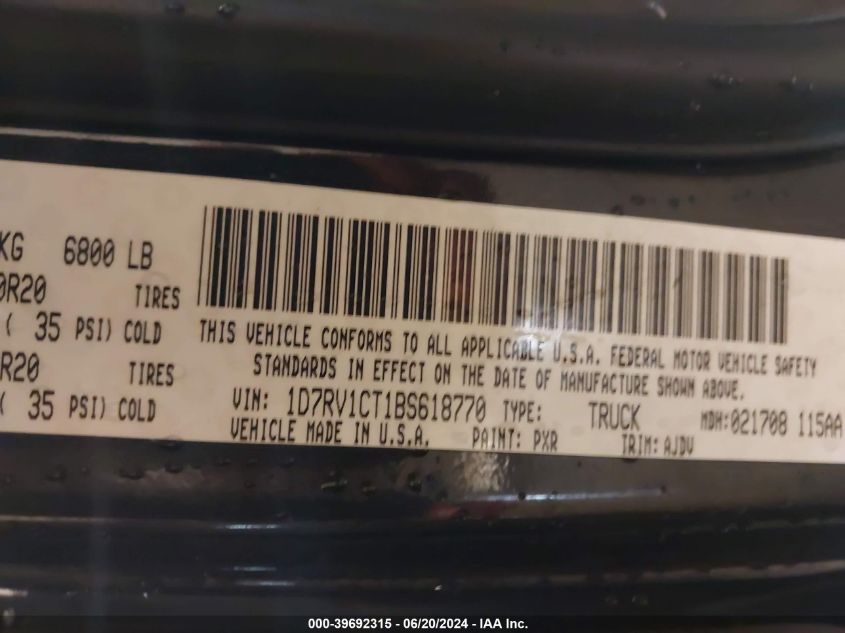 KG 6800 LB
0R20 TIRES
( 35 PSI) COLD
R20 TIRES
( 35 PSI) COLD
THIS VEHICLE CONFORMS TO ALL APPLICABLE U.S.A. FEDERAL MOTOR VEHICLE SAFETY
STANDARDS IN EFFECT ON THE DATE OF MANUFACTURE SHOWN ABOVE.
VIN: 1D7RV1CT1BS618770 TYPE: TRUCK MDH:021708 115AA
VEHICLE MADE IN U.S.A. PAINT: PXR TRIM: AJDV
000-39692315 - 06/20/2024 - IAA Inc.